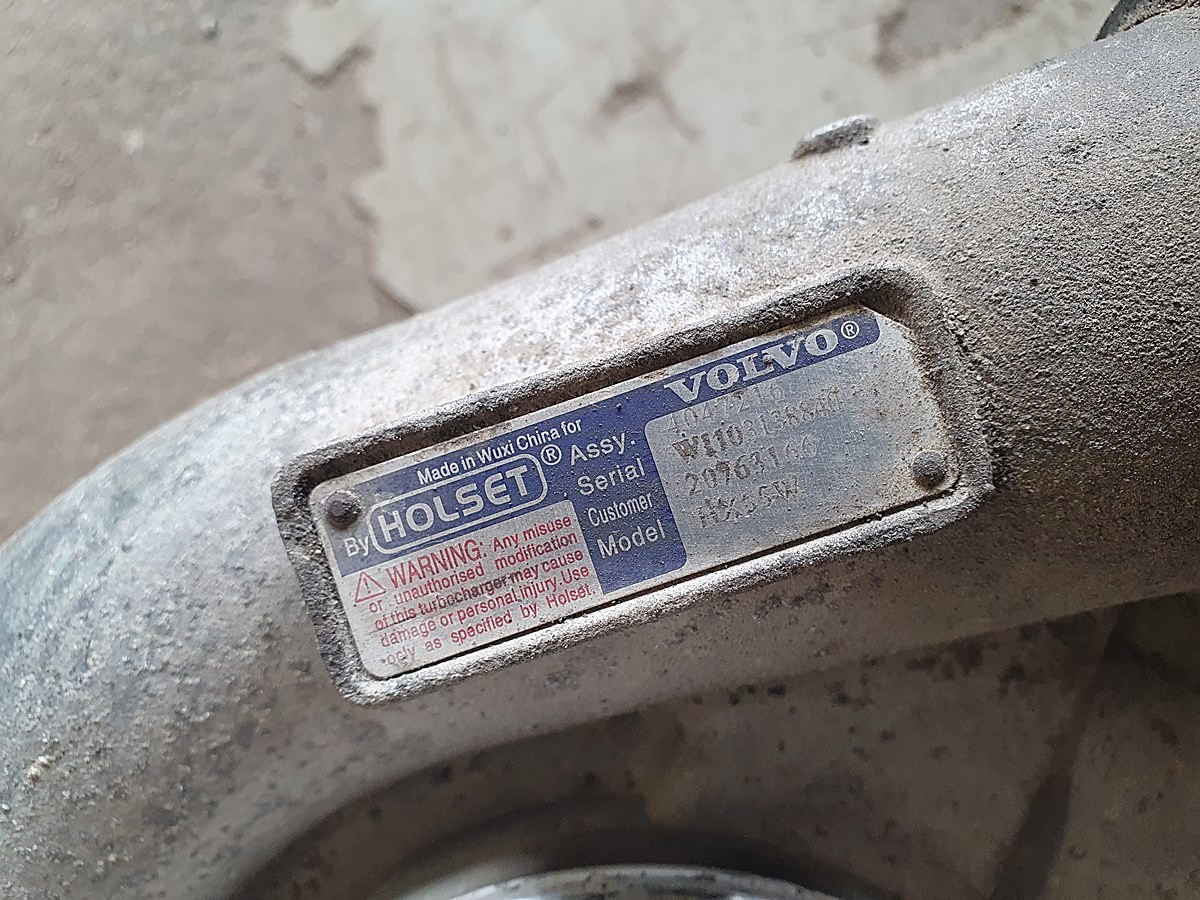 Made in Wuxi China for VOLVO®
By HOLSET®
Assy.
Serial
Customer 20763166
Model HX55W
WARNING: Any misuse
or unauthorised modification
of this turbocharger may cause
damage or personal injury. Use
only as specified by Holset.